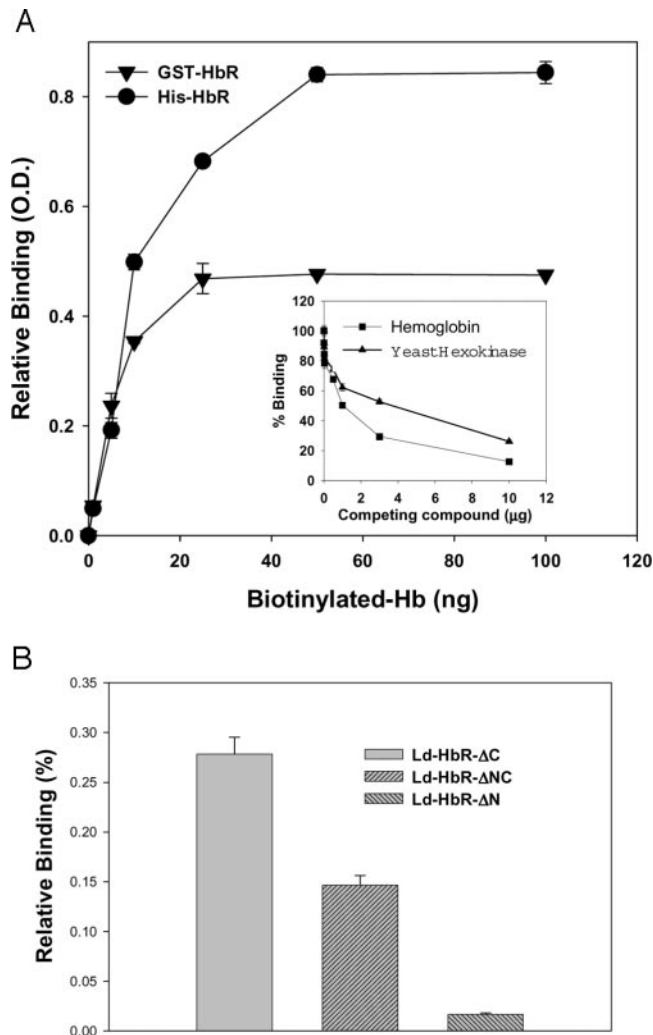 A
GST-HbR
His-HbR
0.8
0.6
0.4
0.2
0.0
Relative Binding (O.D.)
0 20 40 60 80 100 120
Biotinylated-Hb (ng)
Hemoglobin
Yeast Hexokinase
120
100
80
60
40
20
0
% Binding
0 2 4 6 8 10 12
Competing compound (µg)
B
0.35
0.30
0.25
0.20
0.15
0.10
0.05
0.00
Relative Binding (%)
Ld-HbR-ΔC
Ld-HbR-ΔNC
Ld-HbR-ΔN